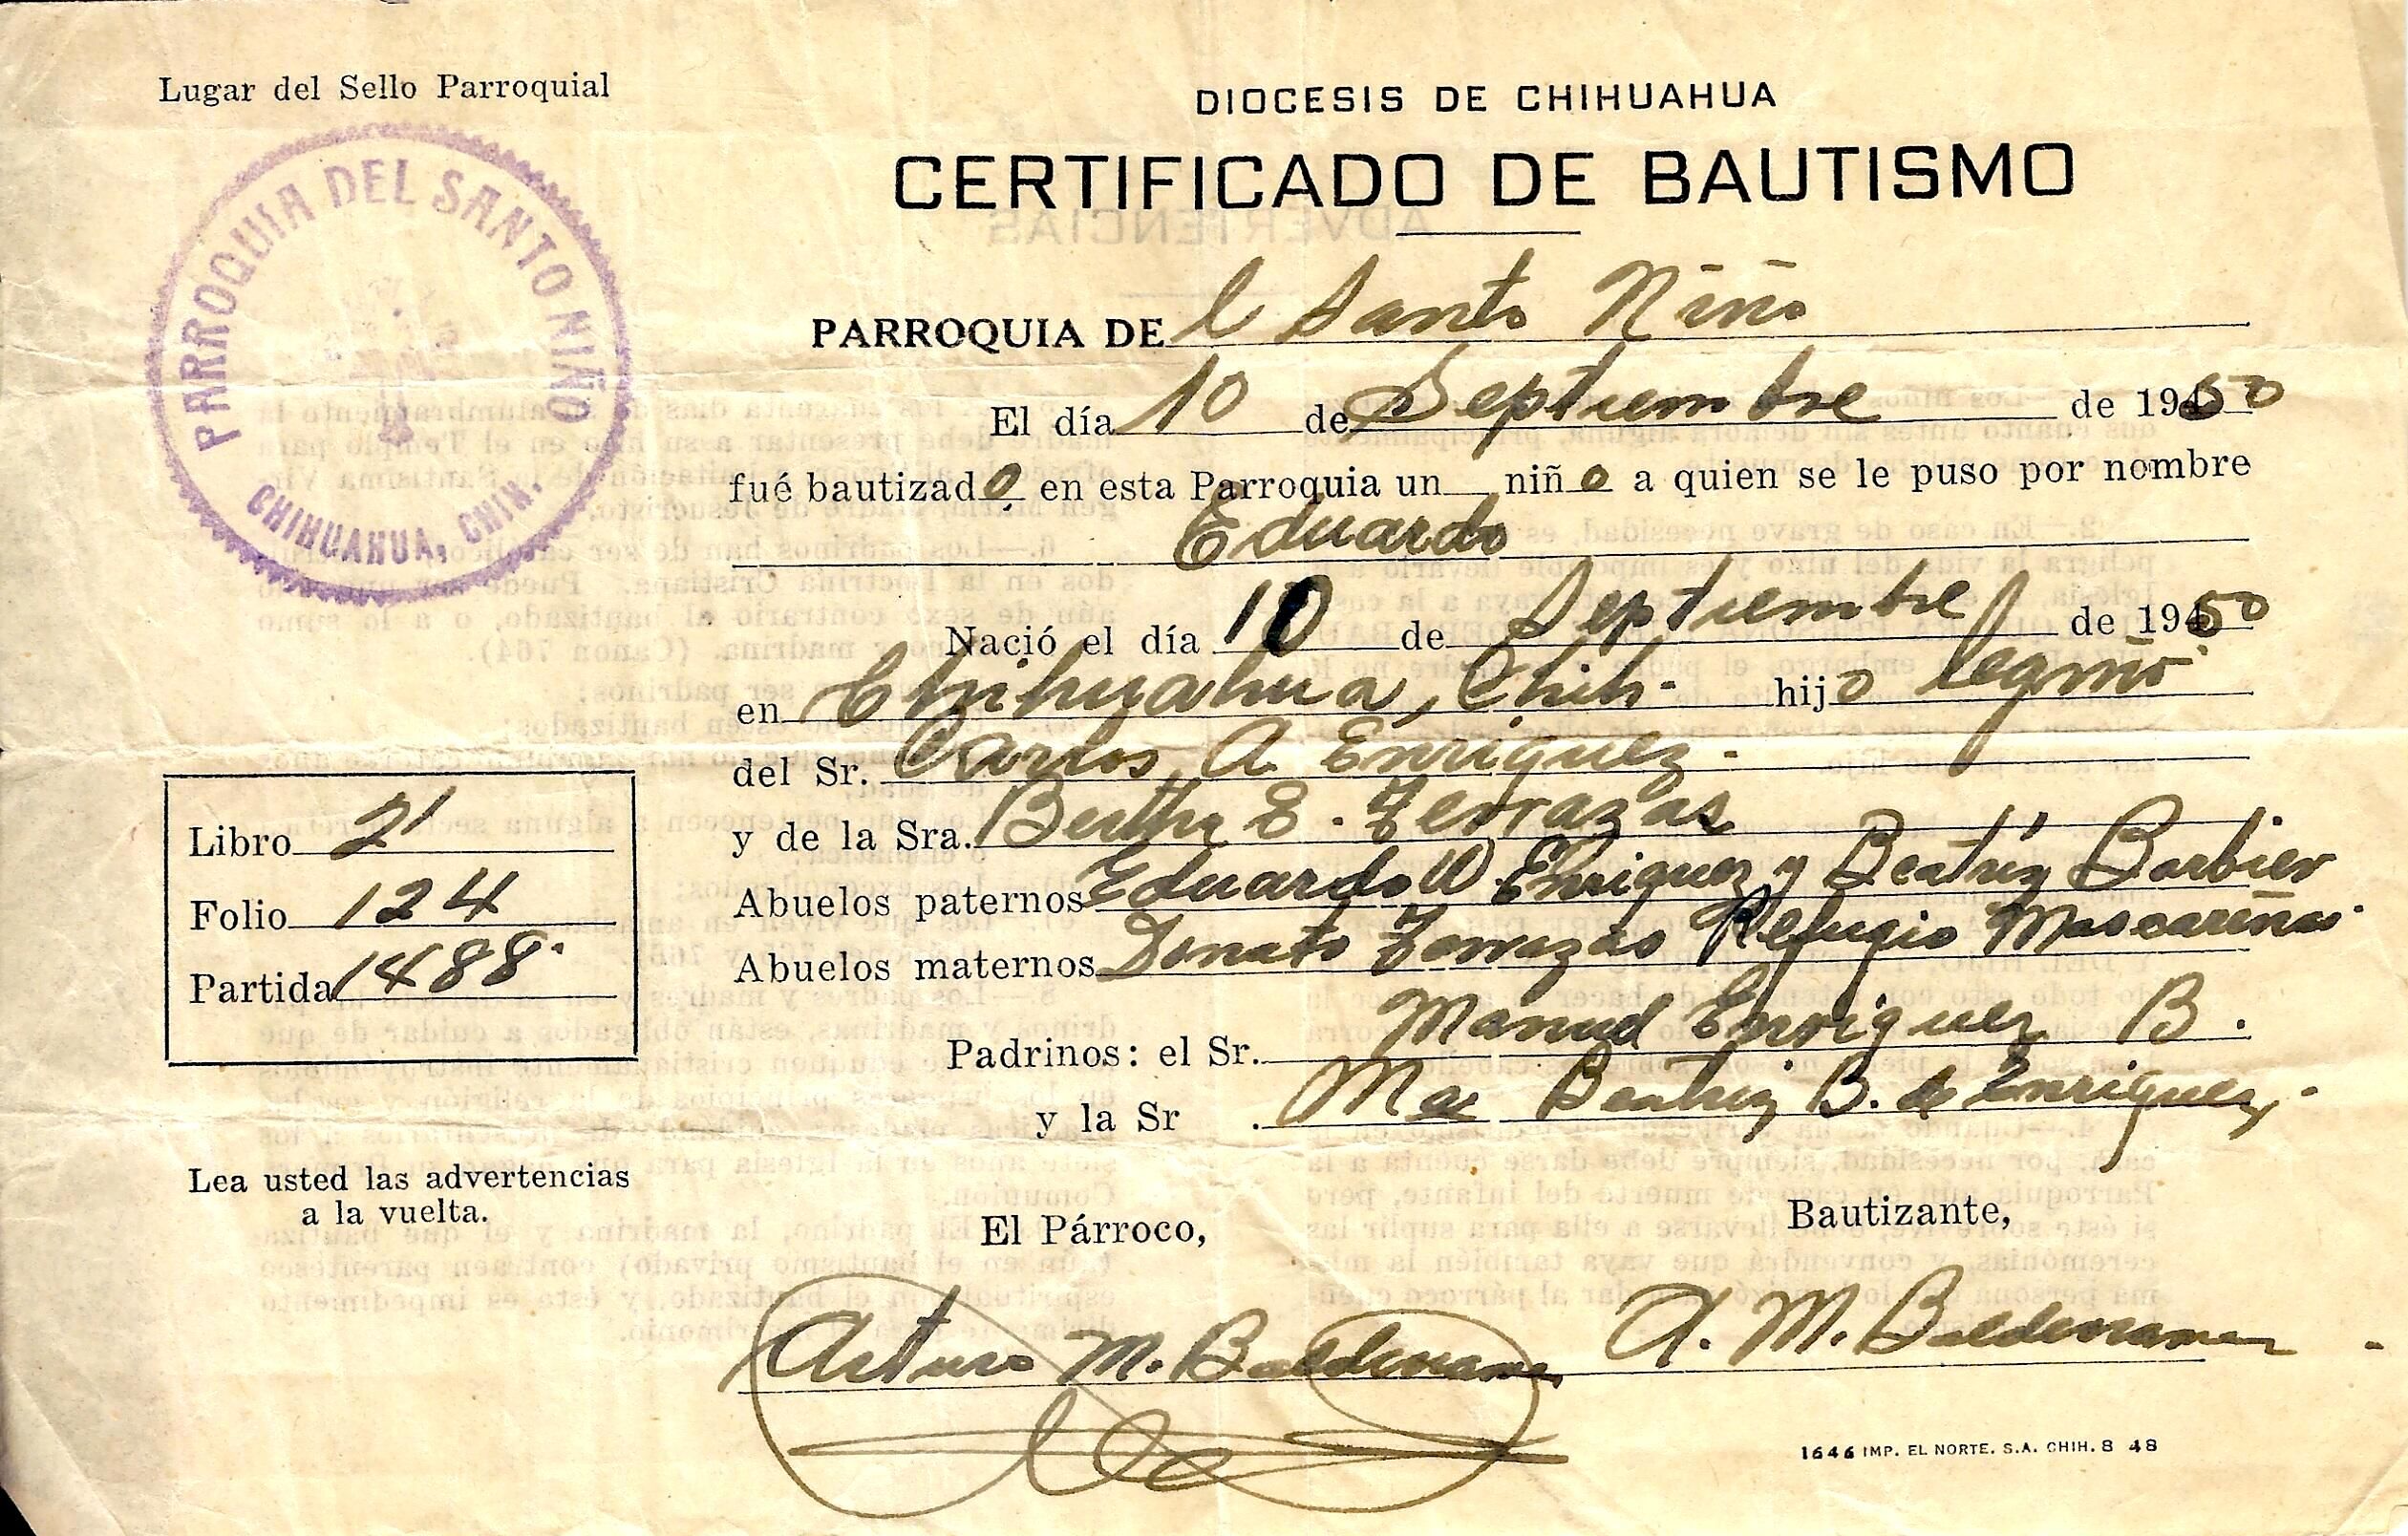 Lugar del Sello Parroquial
PARROQUIA DEL SANTO NIÑO
CHIHUAHUA, CHIH.
DIOCESIS DE CHIHUAHUA
CERTIFICADO DE BAUTISMO
PARROQUIA DE l Santo Niño
El día 10 de Septiembre de 1950
fué bautizado en esta Parroquia un niño a quien se le puso por nombre
Eduardo
Nació el día 10 de Septiembre de 1950
en Chihuahua, Chih. hijo legmo.
del Sr. Carlos A Enriquez.
y de la Sra. Bertha E. Terrazas
Abuelos paternos Eduardo Enriquez y Beatríz Barbier
Abuelos maternos Donato Terrazas Refugio Mascareñas
Padrinos: el Sr. Manuel Enriquez B.
y la Sr . Ma Beatriz B. de Enriquez.
Libro 2
Folio 124
Partida 1488
Lea usted las advertencias
a la vuelta.
El Párroco,
Bautizante,
Arturo M. Balderrama
A. M. Balderrama
1646 IMP. EL NORTE. S.A. CHIH. 8 48